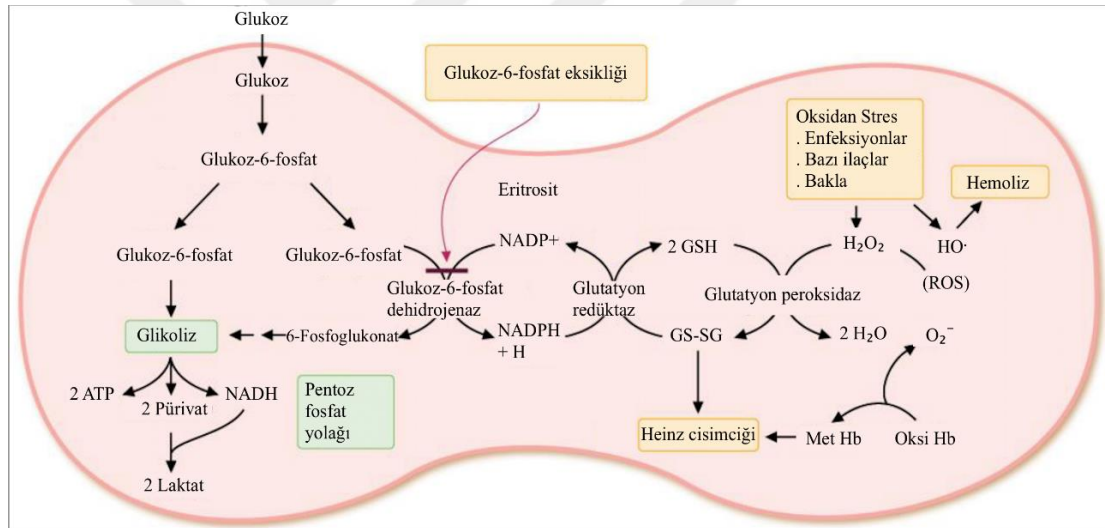 Glukoz
Glukoz
Glukoz-6-fosfat
Glukoz-6-fosfat
Glukoz-6-fosfat
Glukoz-6-fosfat eksikliği
Eritrosit
NADP+
Glukoz-6-fosfat
dehidrojenaz
NADPH
+ H
6-Fosfoglukonat
Glikoliz
2 ATP
2 Pürivat
NADH
2 Laktat
Pentoz
fosfat
yolağı
Glutatyon
redüktaz
2 GSH
GS-SG
Glutatyon peroksidaz
Oksidan Stres
. Enfeksiyonlar
. Bazı ilaçlar
. Bakla
Hemoliz
H₂O₂
HO·
(ROS)
2 H₂O
O₂⁻
Heinz cisimciği
Met Hb
Oksi Hb